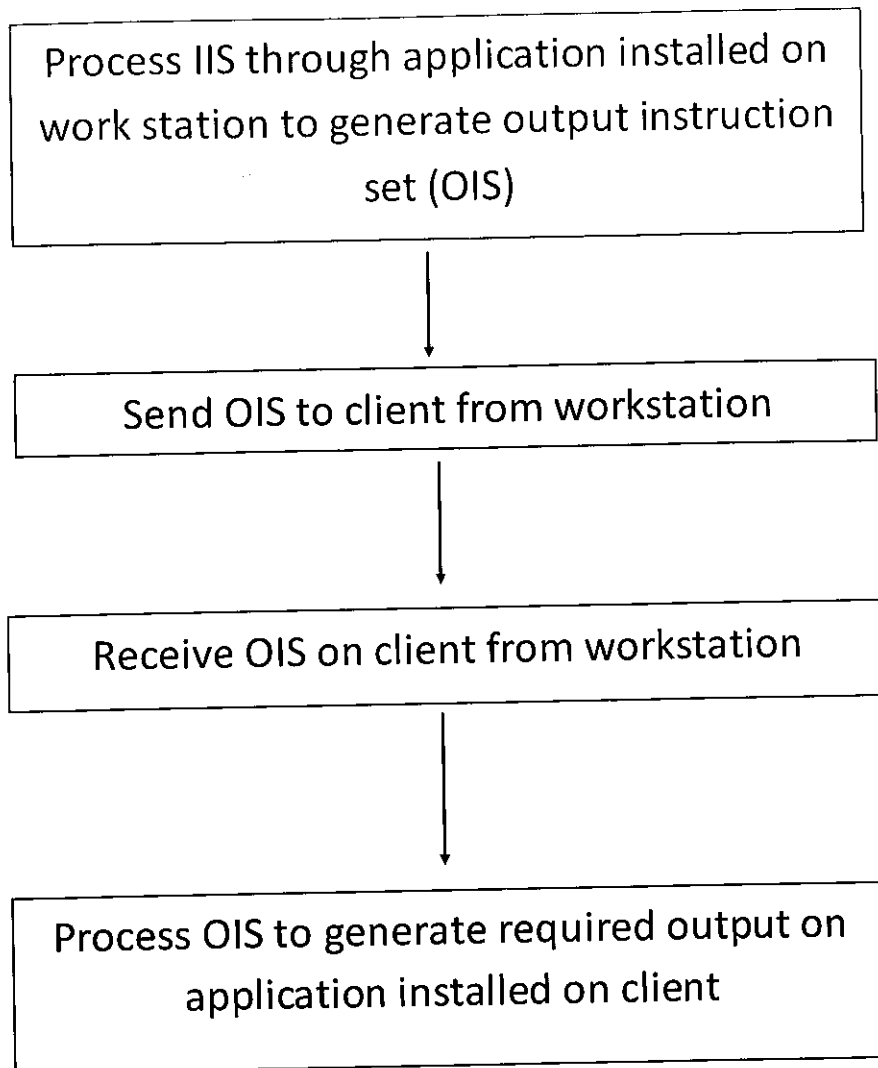 Process IIS through application installed on
work station to generate output instruction
set (OIS)
Send OIS to client from workstation
Receive OIS on client from workstation
Process OIS to generate required output on
application installed on client